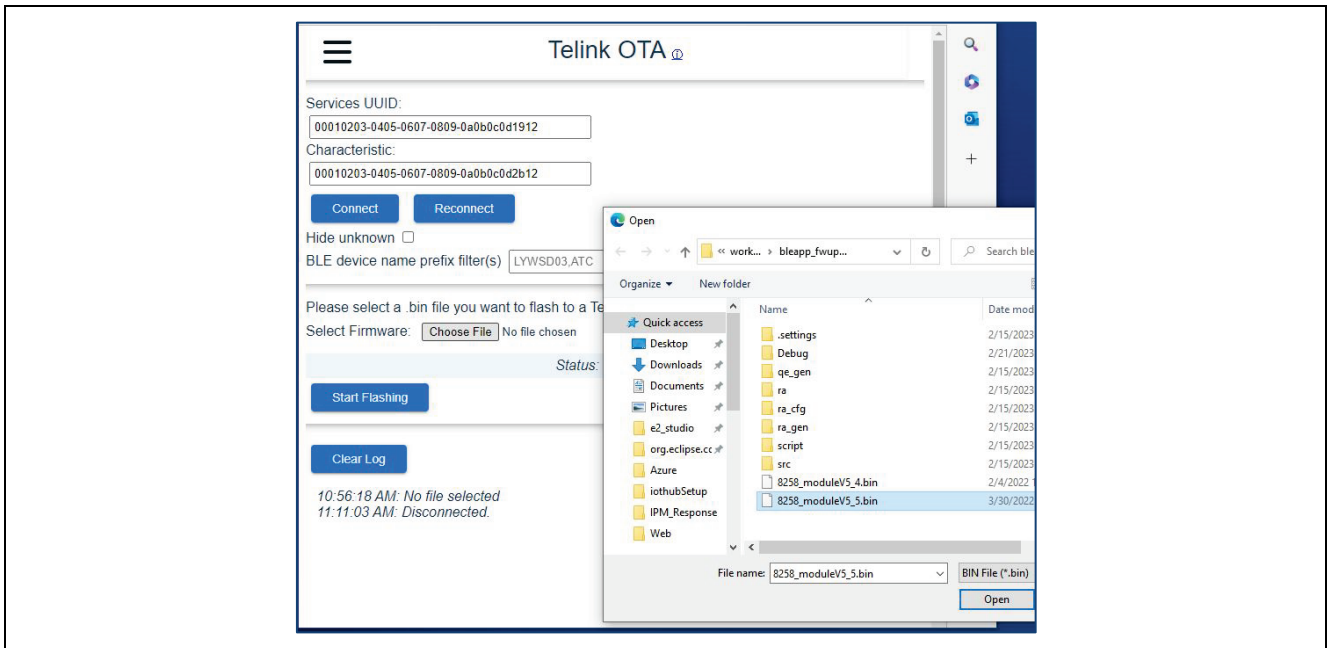 Telink OTA ⓘ
Services UUID:
00010203-0405-0607-0809-0a0b0c0d1912
Characteristic:
00010203-0405-0607-0809-0a0b0c0d2b12
Connect Reconnect
Hide unknown
BLE device name prefix filter(s) LYWSD03,ATC
Please select a .bin file you want to flash to a Te
Select Firmware: Choose File No file chosen
Status:
Start Flashing
Clear Log
10:56:18 AM: No file selected
11:11:03 AM: Disconnected.
Open
« work... › bleapp_fwup... Search ble
Organize New folder
Name Date mod
Quick access
Desktop
Downloads
Documents
Pictures
e2_studio
org.eclipse.cc
Azure
iothubSetup
IPM_Response
Web
.settings 2/15/2023
Debug 2/21/2023
qe_gen 2/15/2023
ra 2/15/2023
ra_cfg 2/15/2023
ra_gen 2/15/2023
script 2/15/2023
src 2/15/2023
8258_moduleV5_4.bin 2/4/2022 1
8258_moduleV5_5.bin 3/30/2022
File name: 8258_moduleV5_5.bin BIN File (*.bin)
Open